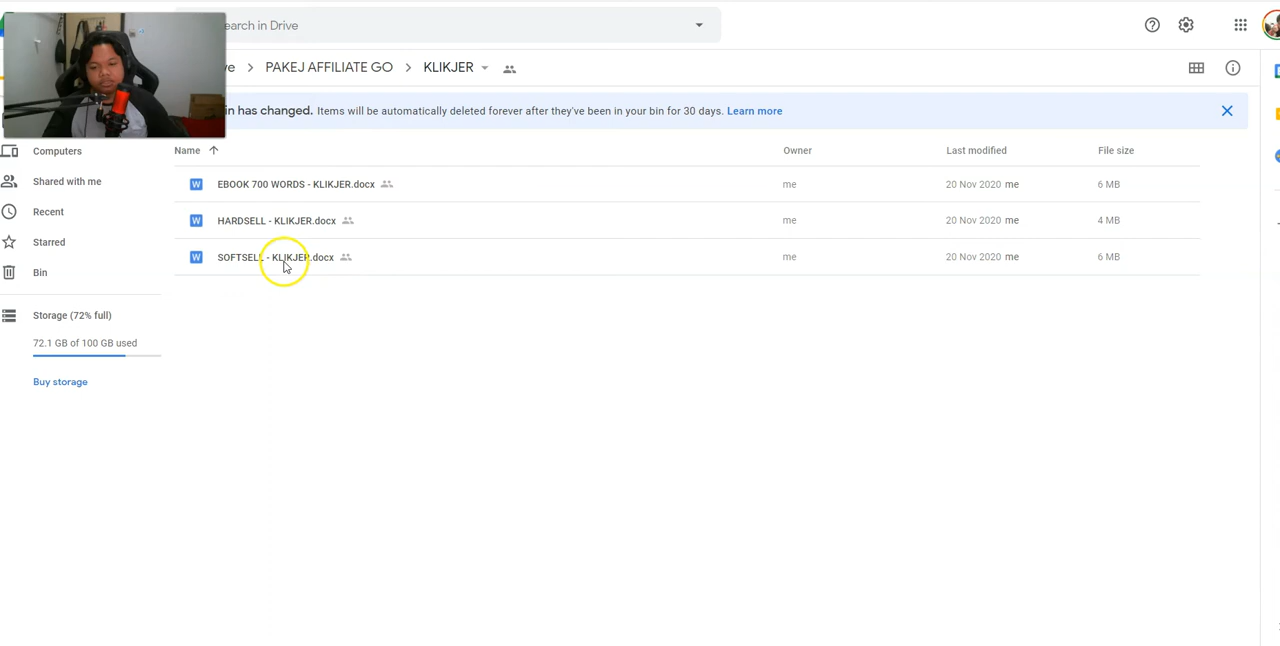 earch in Drive
ve > PAKEJ AFFILIATE GO > KLIKJER
in has changed. Items will be automatically deleted forever after they've been in your bin for 30 days. Learn more
Computers
Shared with me
Recent
Starred
Bin
Storage (72% full)
72.1 GB of 100 GB used
Buy storage
Name Owner Last modified File size
W EBOOK 700 WORDS - KLIKJER.docx me 20 Nov 2020 me 6 MB
W HARDSELL - KLIKJER.docx me 20 Nov 2020 me 4 MB
W SOFTSELL - KLIKJER.docx me 20 Nov 2020 me 6 MB